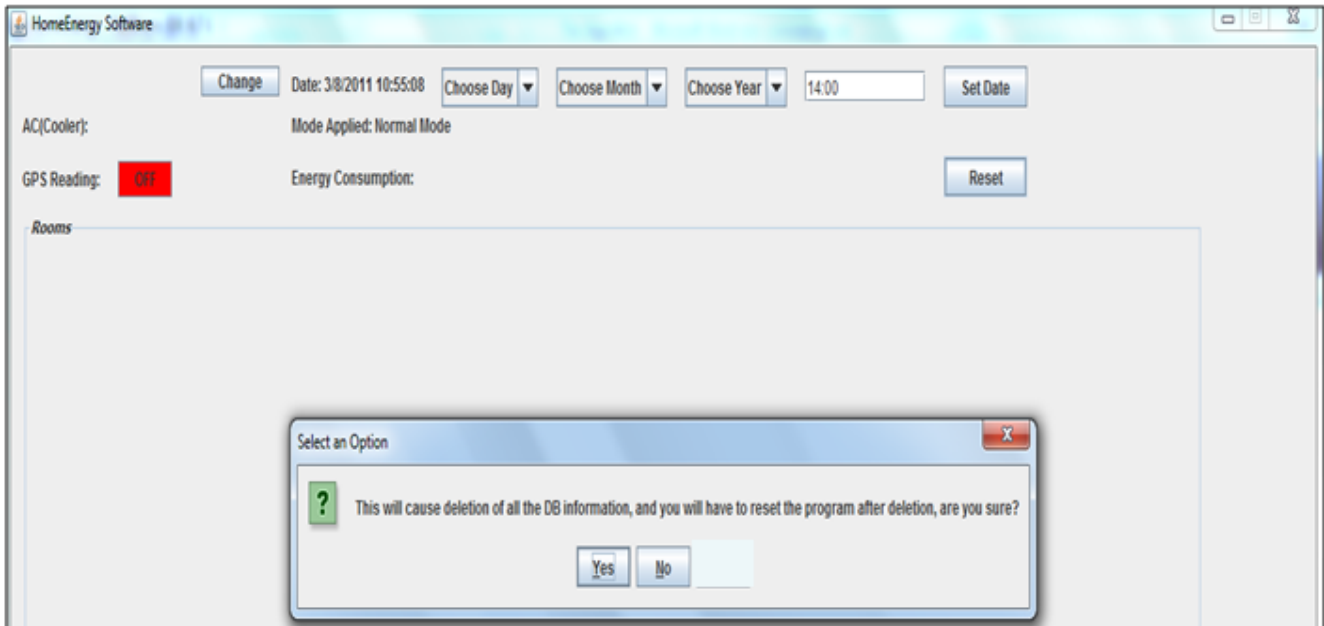 HomeEnergy Software
Change Date: 3/8/2011 10:55:08 Choose Day Choose Month Choose Year 14:00 Set Date
AC(Cooler): Mode Applied: Normal Mode
GPS Reading: OFF Energy Consumption: Reset
Rooms
Select an Option
? This will cause deletion of all the DB information, and you will have to reset the program after deletion, are you sure?
Yes No